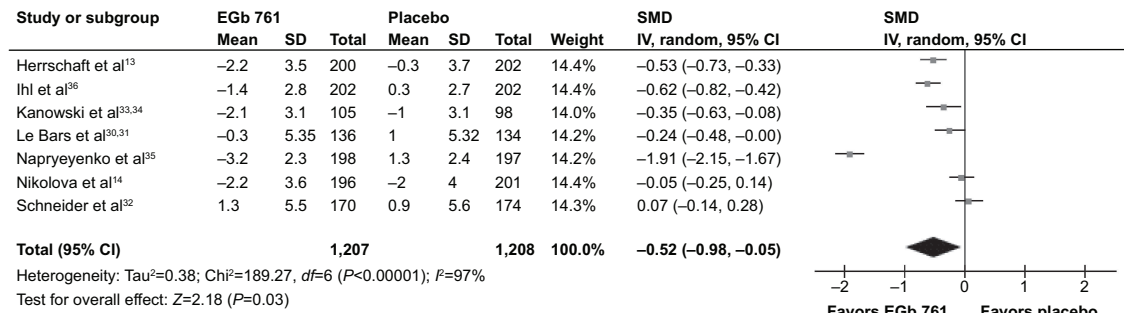 Study or subgroup EGb 761 Placebo SMD SMD
Mean SD Total Mean SD Total Weight IV, random, 95% CI IV, random, 95% CI
Herrschaft et al¹³ –2.2 3.5 200 –0.3 3.7 202 14.4% –0.53 (–0.73, –0.33)
Ihl et al³⁶ –1.4 2.8 202 0.3 2.7 202 14.4% –0.62 (–0.82, –0.42)
Kanowski et al³³,³⁴ –2.1 3.1 105 –1 3.1 98 14.0% –0.35 (–0.63, –0.08)
Le Bars et al³⁰,³¹ –0.3 5.35 136 1 5.32 134 14.2% –0.24 (–0.48, –0.00)
Napryeyenko et al³⁵ –3.2 2.3 198 1.3 2.4 197 14.2% –1.91 (–2.15, –1.67)
Nikolova et al¹⁴ –2.2 3.6 196 –2 4 201 14.4% –0.05 (–0.25, 0.14)
Schneider et al³² 1.3 5.5 170 0.9 5.6 174 14.3% 0.07 (–0.14, 0.28)
Total (95% CI) 1,207 1,208 100.0% –0.52 (–0.98, –0.05)
Heterogeneity: Tau²=0.38; Chi²=189.27, df=6 (P<0.00001); I²=97%
Test for overall effect: Z=2.18 (P=0.03)
–2 –1 0 1 2
Favors EGb 761 Favors placebo